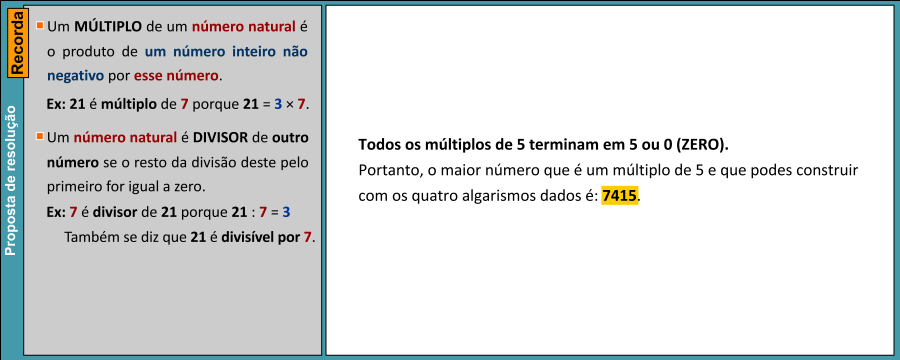 Recorda
Proposta de resolução
Um MÚLTIPLO de um número natural é
o produto de um número inteiro não
negativo por esse número.
Ex: 21 é múltiplo de 7 porque 21 = 3 × 7.
Um número natural é DIVISOR de outro
número se o resto da divisão deste pelo
primeiro for igual a zero.
Ex: 7 é divisor de 21 porque 21 : 7 = 3
Também se diz que 21 é divisível por 7.
Todos os múltiplos de 5 terminam em 5 ou 0 (ZERO).
Portanto, o maior número que é um múltiplo de 5 e que podes construir
com os quatro algarismos dados é: 7415.